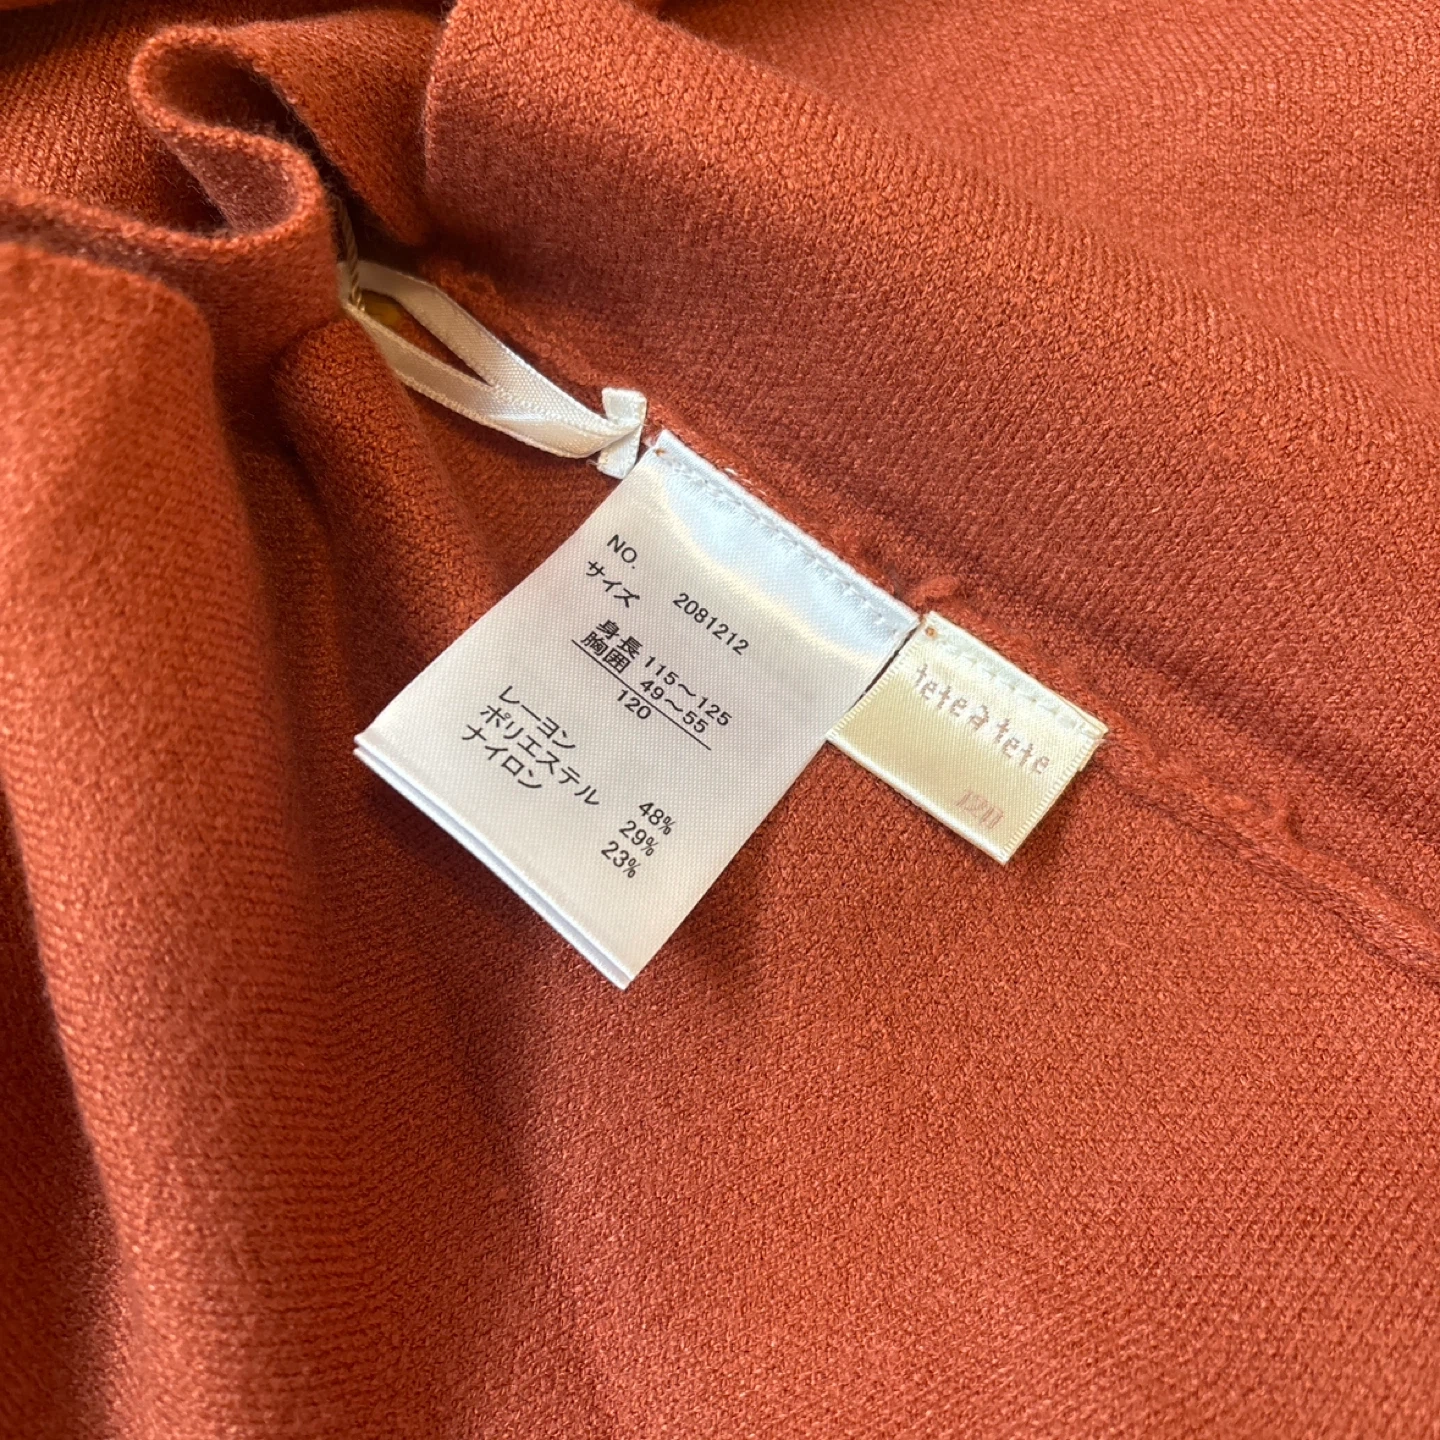 NO. 2081212
サイズ
身長 115～125
胸囲 49～55
120
レーヨン 48%
ポリエステル 29%
ナイロン 23%
tete à tete
120